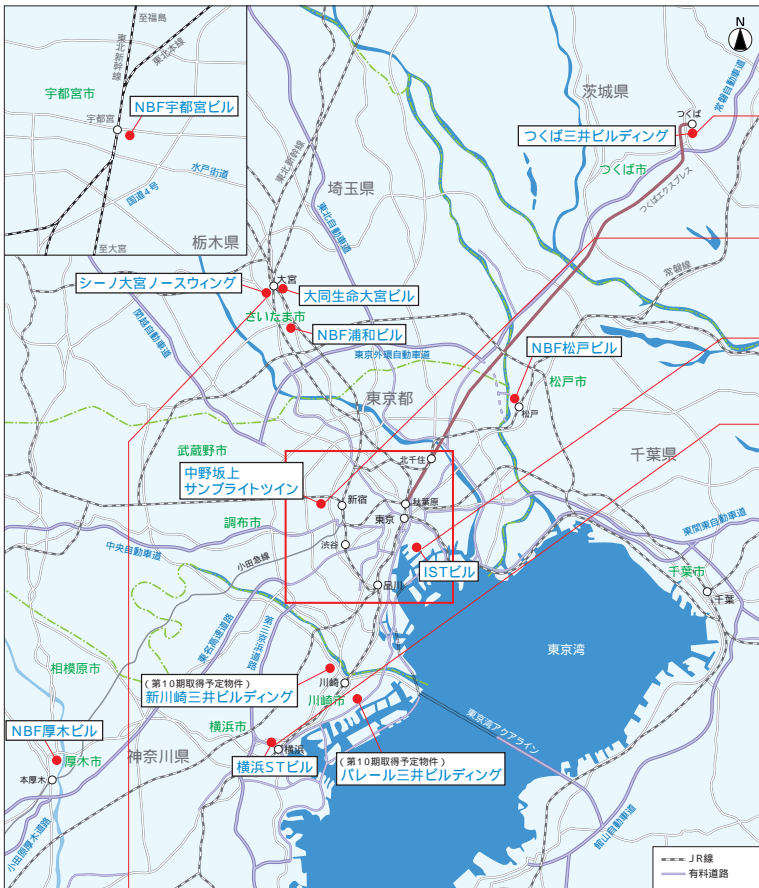 至福島
東北新幹線
東北本線
宇都宮市
NBF宇都宮ビル
宇都宮
水戸街道
国道4号
至大宮
栃木県
N
茨城県
常磐自動車道
つくば
つくば三井ビルディング
つくば市
つくばエクスプレス
東北新幹線
埼玉県
東北自動車道
常磐線
大宮
シーノ大宮ノースウィング
大同生命大宮ビル
さいたま市
NBF浦和ビル
関越自動車道
東京外環自動車道
NBF松戸ビル
松戸市
松戸
東京都
武蔵野市
北千住
千葉県
中野坂上
サンブライトツイン
新宿
秋葉原
東京
調布市
中央自動車道
小田急線
渋谷
ISTビル
東関東自動車道
千葉市
千葉
品川
東京湾
東名高速道路
第三京浜道路
相模原市
(第10期取得予定物件)
新川崎三井ビルディング
川崎
川崎市
東京湾アクアライン
NBF厚木ビル
厚木市
本厚木
横浜市
神奈川県
横浜
横浜STビル
(第10期取得予定物件)
パレール三井ビルディング
小田原厚木道路
館山自動車道
JR線
有料道路